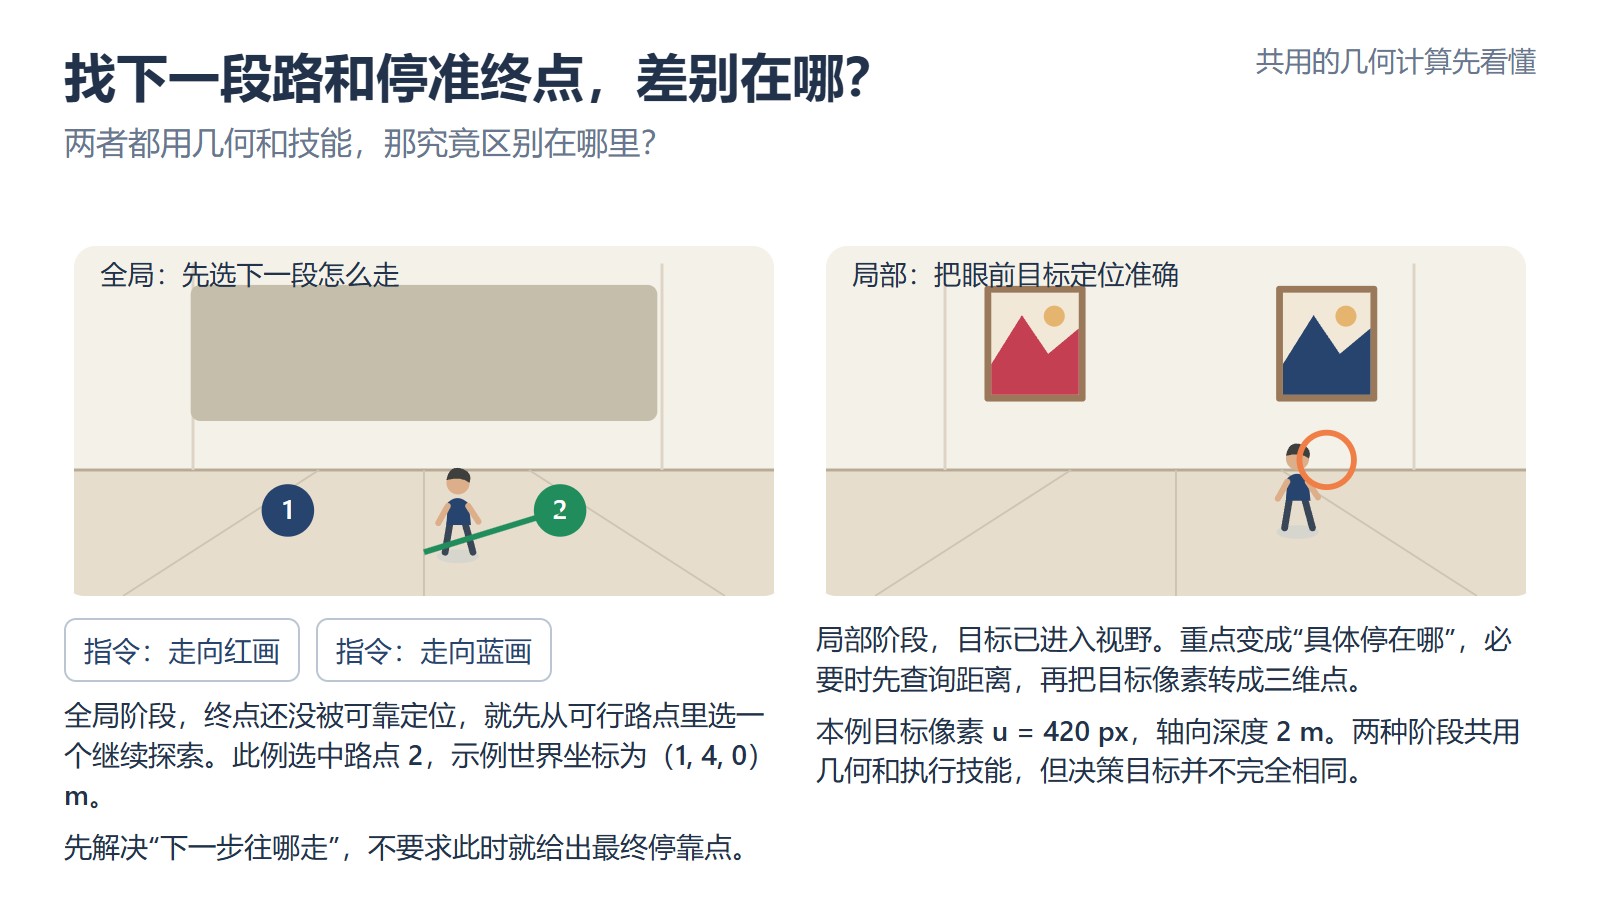 找下一段路和停准终点，差别在哪？
共用的几何计算先看懂
两者都用几何和技能，那究竟区别在哪里？
全局：先选下一段怎么走
1
2
指令：走向红画
指令：走向蓝画
全局阶段，终点还没被可靠定位，就先从可行路点里选一
个继续探索。此例选中路点 2，示例世界坐标为（1, 4, 0）
m。
先解决“下一步往哪走”，不要求此时就给出最终停靠点。
局部：把眼前目标定位准确
局部阶段，目标已进入视野。重点变成“具体停在哪”，必
要时先查询距离，再把目标像素转成三维点。
本例目标像素 u = 420 px，轴向深度 2 m。两种阶段共用
几何和执行技能，但决策目标并不完全相同。